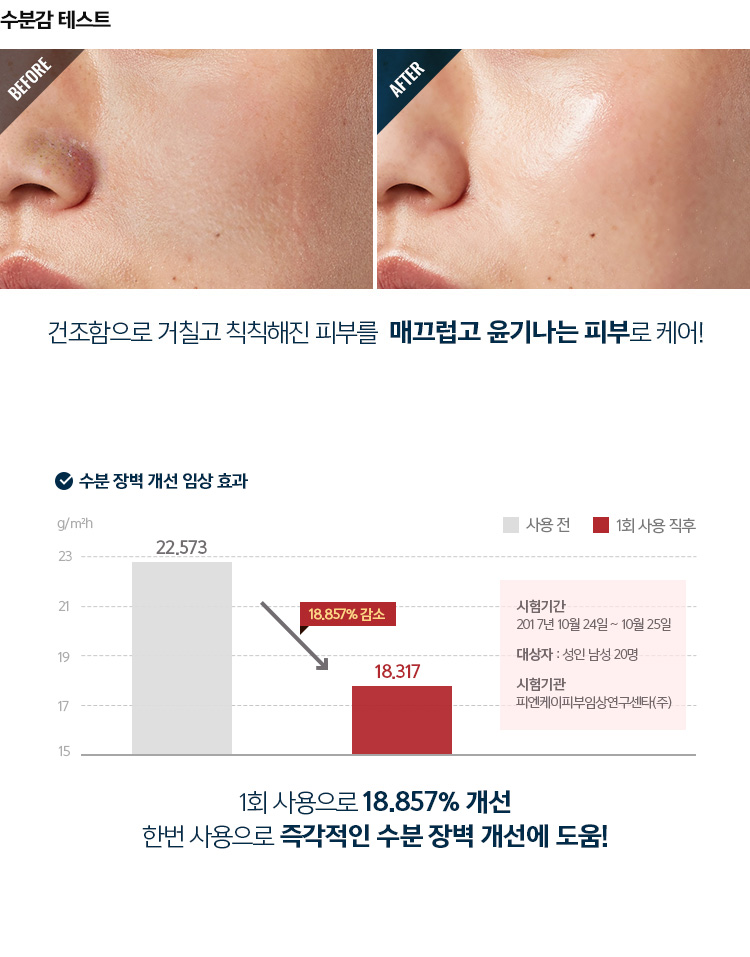 수분감 테스트
BEFORE
AFTER
건조함으로 거칠고 칙칙해진 피부를 매끄럽고 윤기나는 피부로 케어!
수분 장벽 개선 임상 효과
g/m²h
사용 전
1회 사용 직후
23
22.573
21
18.857% 감소
19
18.317
17
15
시험기간
2017년 10월 24일 ~ 10월 25일
대상자 : 성인 남성 20명
시험기관
피엔케이피부임상연구센타(주)
1회 사용으로 18.857% 개선
한번 사용으로 즉각적인 수분 장벽 개선에 도움!